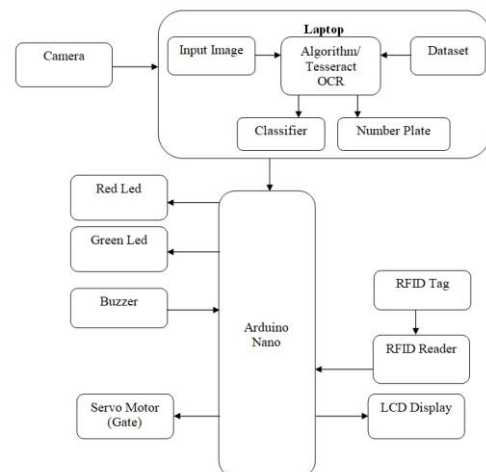 Laptop
Camera
Input Image
Algorithm/
Tesseract
OCR
Dataset
Classifier
Number Plate
Red Led
Green Led
Buzzer
Arduino
Nano
RFID Tag
RFID Reader
Servo Motor
(Gate)
LCD Display